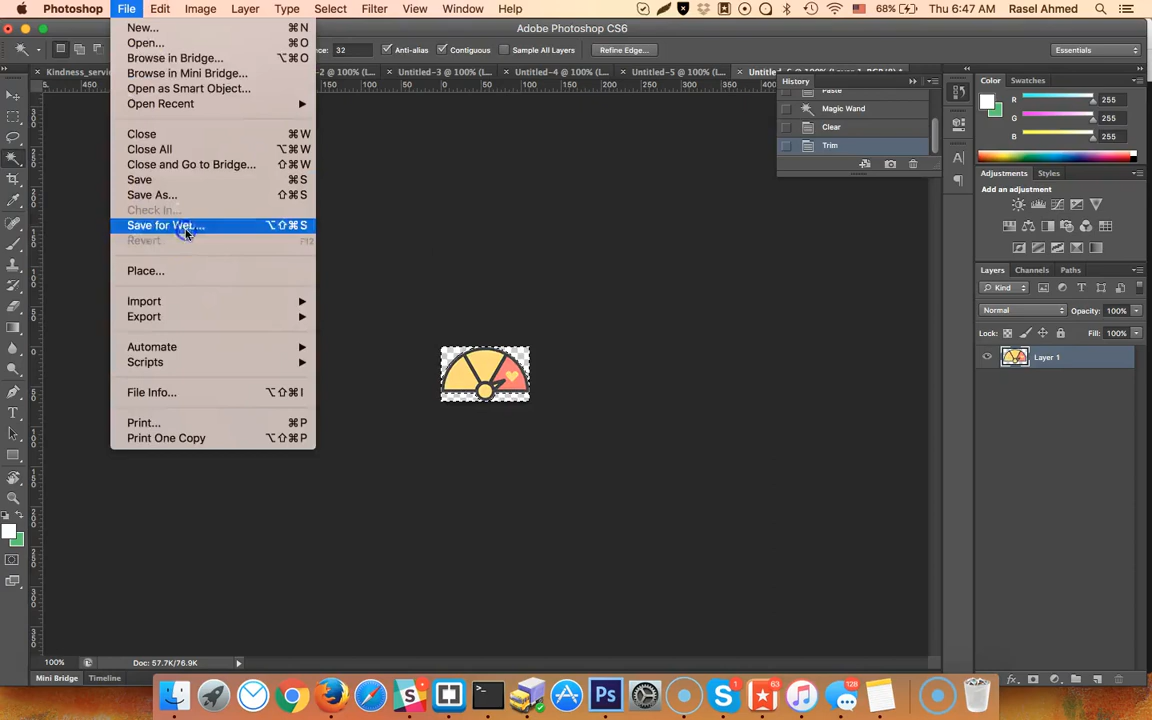 Photoshop File Edit Image Layer Type Select Filter View Window Help 68% Thu 6:47 AM Rasel Ahmed
Adobe Photoshop CS6
32 Anti-alias Contiguous Sample All Layers Refine Edge... Essentials
-2 @ 100% (L... Untitled-3 @ 100% (L... Untitled-4 @ 100% (L... Untitled-5 @ 100% (L...
New... ⌘N
Open... ⌘O
Browse in Bridge... ⌥⌘O
Browse in Mini Bridge...
Open as Smart Object...
Open Recent
Close ⌘W
Close All ⌥⌘W
Close and Go to Bridge... ⇧⌘W
Save ⌘S
Save As... ⇧⌘S
Check In...
Save for Web... ⌥⇧⌘S
Revert F12
Place...
Import
Export
Automate
Scripts
File Info... ⌥⇧⌘I
Print... ⌘P
Print One Copy ⌥⇧⌘P
History
Paste
Magic Wand
Clear
Trim
Color Swatches
R 255
G 255
B 255
Adjustments Styles
Add an adjustment
Layers Channels Paths
Kind
Normal Opacity: 100%
Lock: Fill: 100%
Layer 1
100% Doc: 57.7K/76.9K
Mini Bridge Timeline